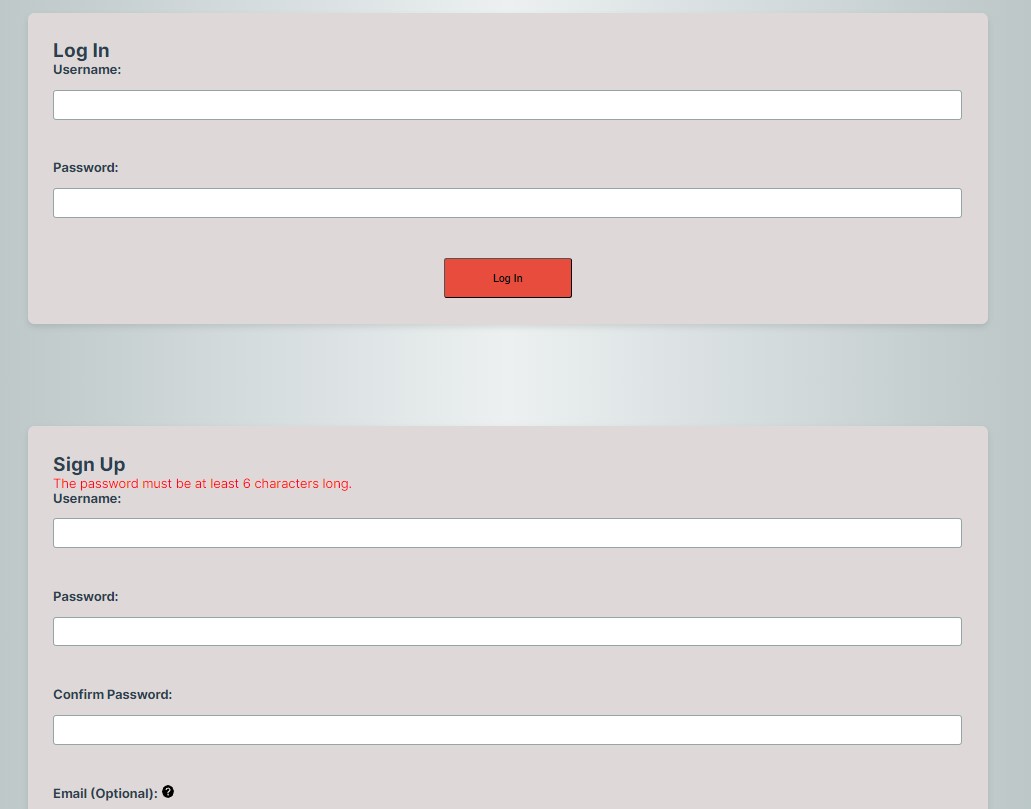 Log In
Username:
Password:
Log In
Sign Up
The password must be at least 6 characters long.
Username:
Password:
Confirm Password:
Email (Optional): ?